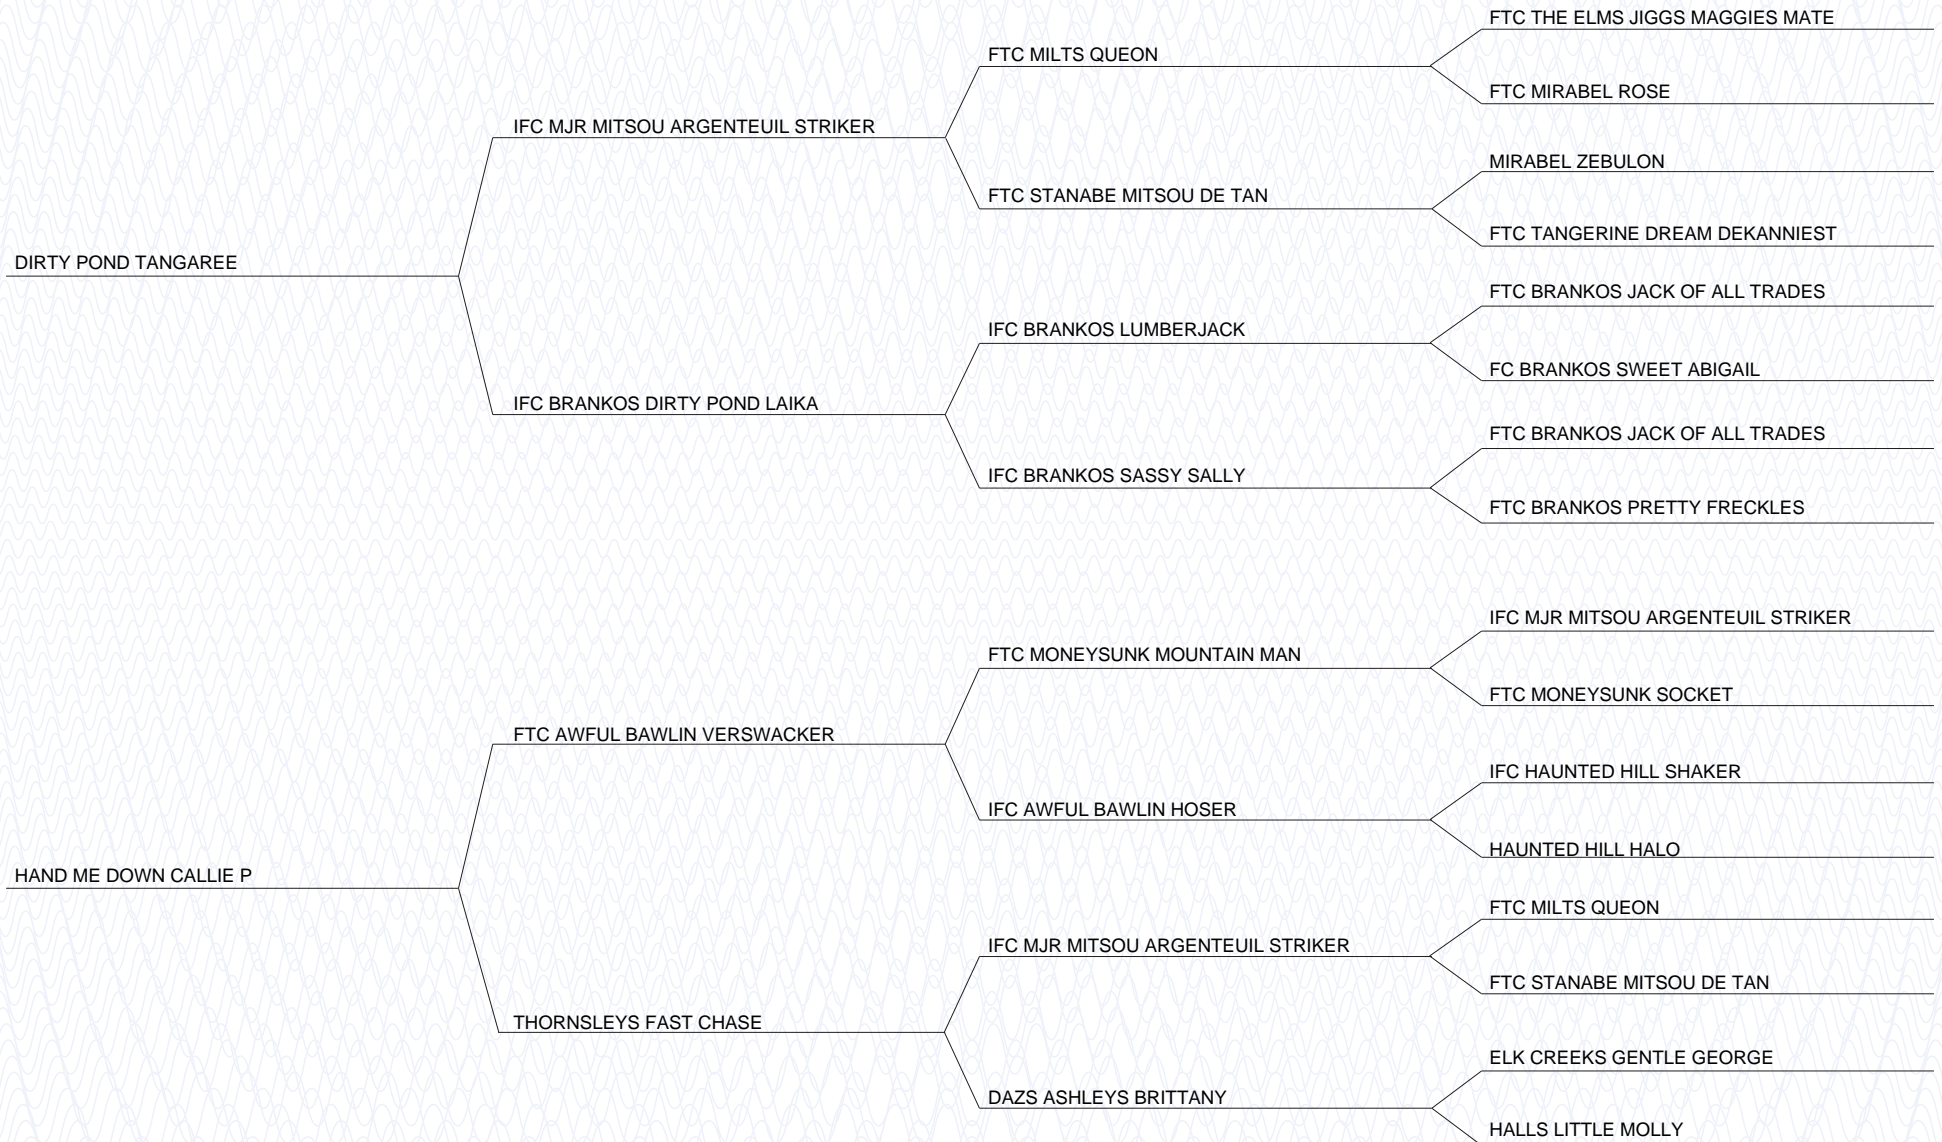 FTC THE ELMS JIGGS MAGGIES MATE
FTC MILTS QUEON
FTC MIRABEL ROSE
IFC MJR MITSOU ARGENTEUIL STRIKER
MIRABEL ZEBULON
FTC STANABE MITSOU DE TAN
FTC TANGERINE DREAM DEKANNIEST
DIRTY POND TANGAREE
FTC BRANKOS JACK OF ALL TRADES
IFC BRANKOS LUMBERJACK
FC BRANKOS SWEET ABIGAIL
IFC BRANKOS DIRTY POND LAIKA
FTC BRANKOS JACK OF ALL TRADES
IFC BRANKOS SASSY SALLY
FTC BRANKOS PRETTY FRECKLES
IFC MJR MITSOU ARGENTEUIL STRIKER
FTC MONEYSUNK MOUNTAIN MAN
FTC MONEYSUNK SOCKET
FTC AWFUL BAWLIN VERSWACKER
IFC HAUNTED HILL SHAKER
IFC AWFUL BAWLIN HOSER
HAUNTED HILL HALO
HAND ME DOWN CALLIE P
FTC MILTS QUEON
IFC MJR MITSOU ARGENTEUIL STRIKER
FTC STANABE MITSOU DE TAN
THORNSLEYS FAST CHASE
ELK CREEKS GENTLE GEORGE
DAZS ASHLEYS BRITTANY
HALLS LITTLE MOLLY